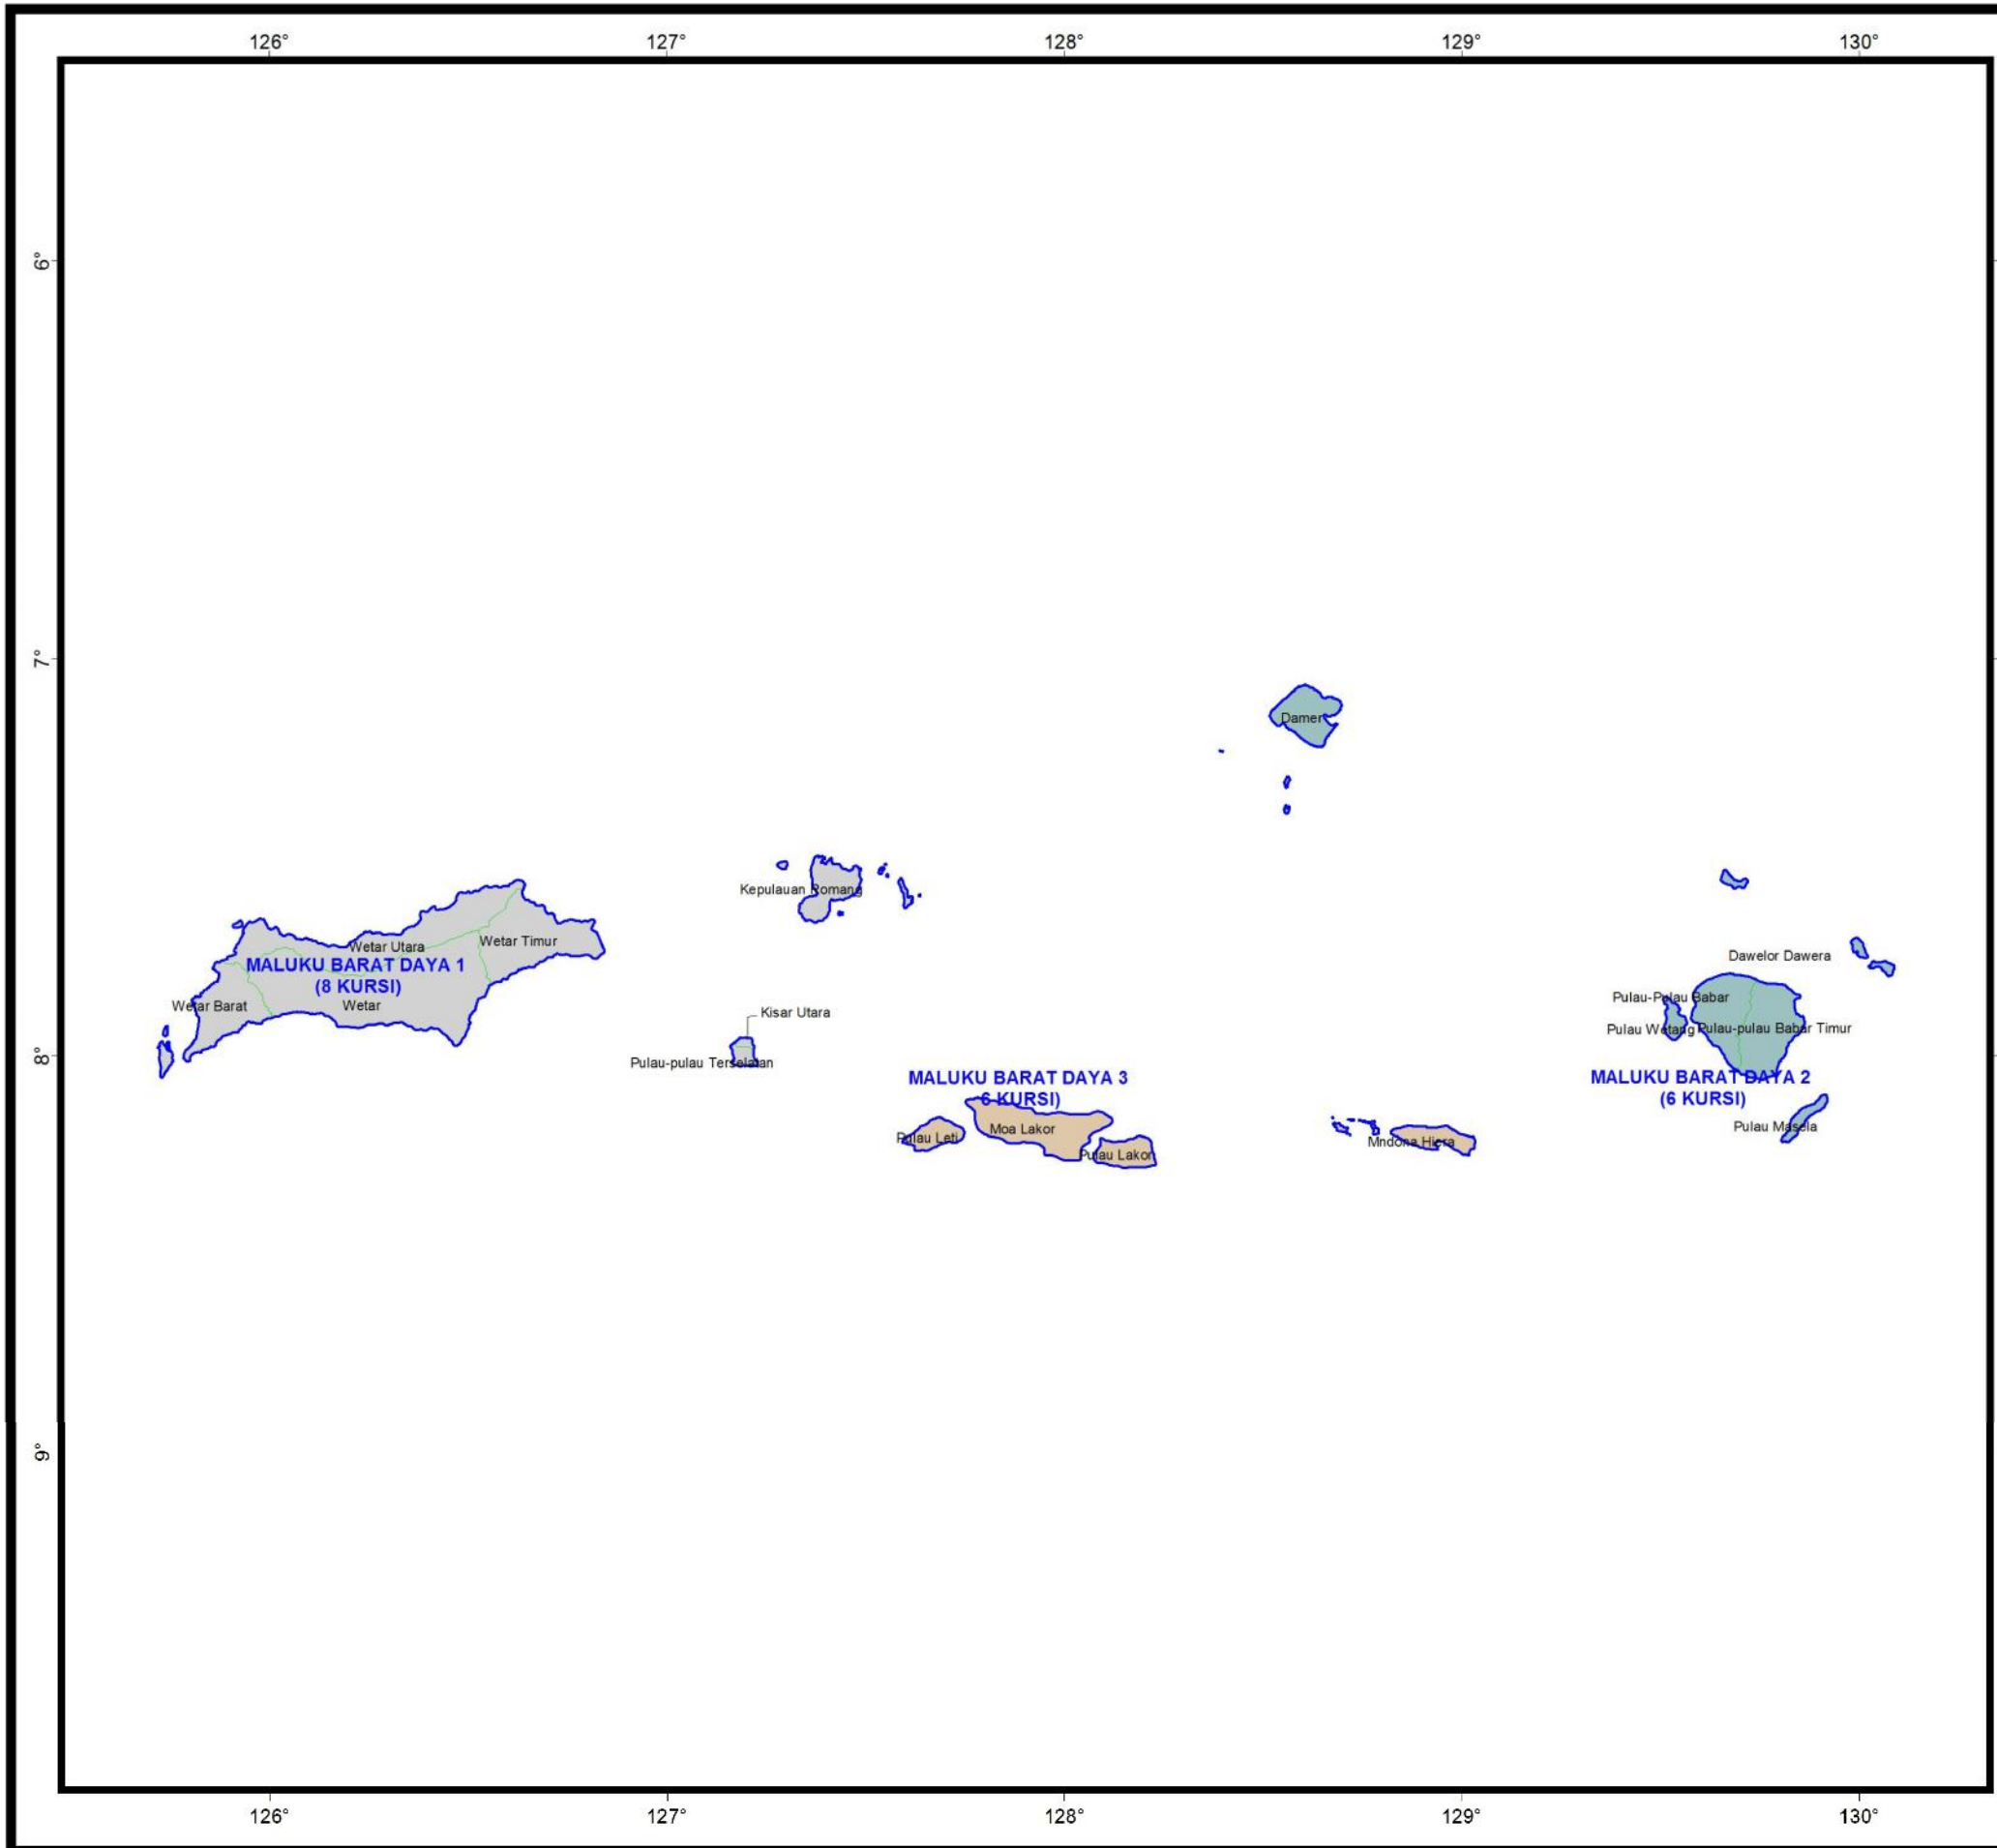 126° 127° 128° 129° 130°
6°
7°
8°
9°
Damer
Kepulauan Romang
Wetar Utara
Wetar Timur
MALUKU BARAT DAYA 1
(8 KURSI)
Wetar Barat
Wetar
Kisar Utara
Pulau-pulau Terselatan
MALUKU BARAT DAYA 3
6 KURSI)
Pulau Leti
Moa Lakor
Pulau Lakor
Mndona Hiera
Dawelor Dawera
Pulau-Pulau Babar
Pulau Wetang
Pulau-pulau Babar Timur
MALUKU BARAT DAYA 2
(6 KURSI)
Pulau Masela
126° 127° 128° 129° 130°